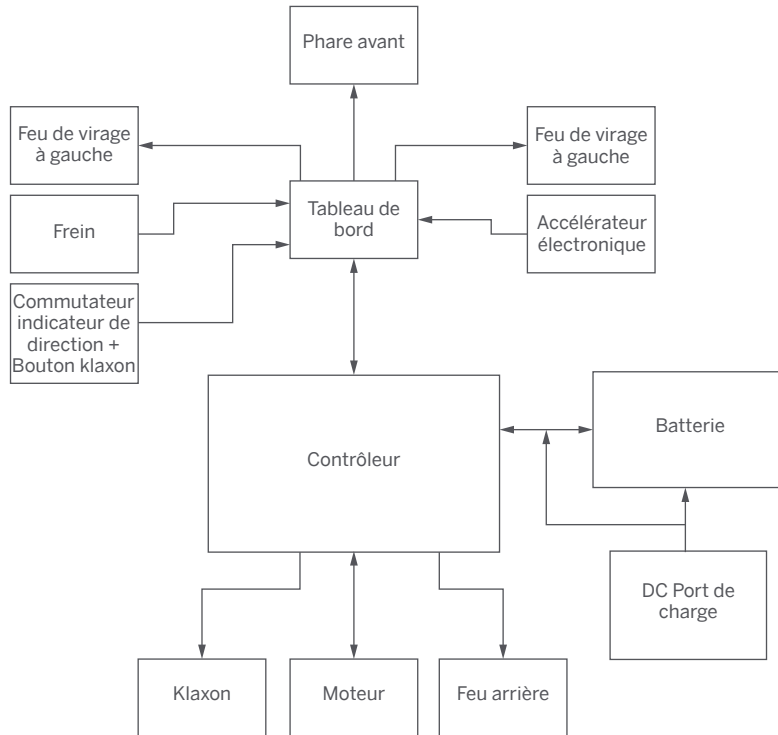 Phare avant
Feu de virage
à gauche
Feu de virage
à gauche
Frein
Tableau de
bord
Accélérateur
électronique
Commutateur
indicateur de
direction +
Bouton klaxon
Contrôleur
Batterie
DC Port de
charge
Klaxon
Moteur
Feu arrière